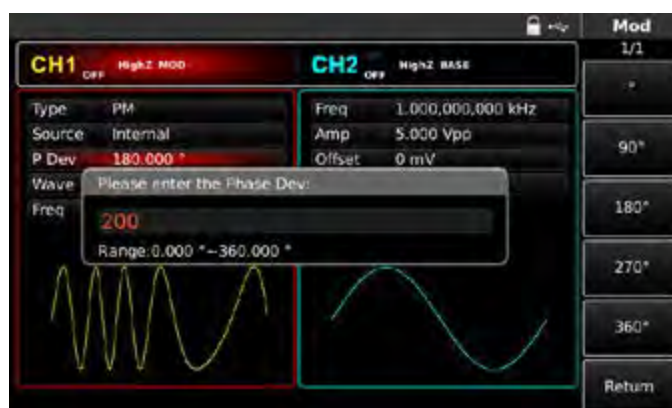 Mod
1/1
CH1 OFF HighZ MOD
CH2 OFF HighZ BASE
°
Type PM
Source Internal
P Dev 180.000 °
Wave
Freq
Freq 1.000,000,000 kHz
Amp 5.000 Vpp
Offset 0 mV
Please enter the Phase Dev:
200
Range:0.000 °~360.000 °
90°
180°
270°
360°
Return